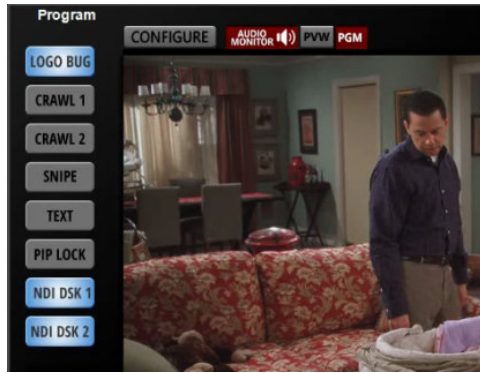 Program
CONFIGURE AUDIO MONITOR PVW PGM
LOGO BUG
CRAWL 1
CRAWL 2
SNIPE
TEXT
PIP LOCK
NDI DSK 1
NDI DSK 2